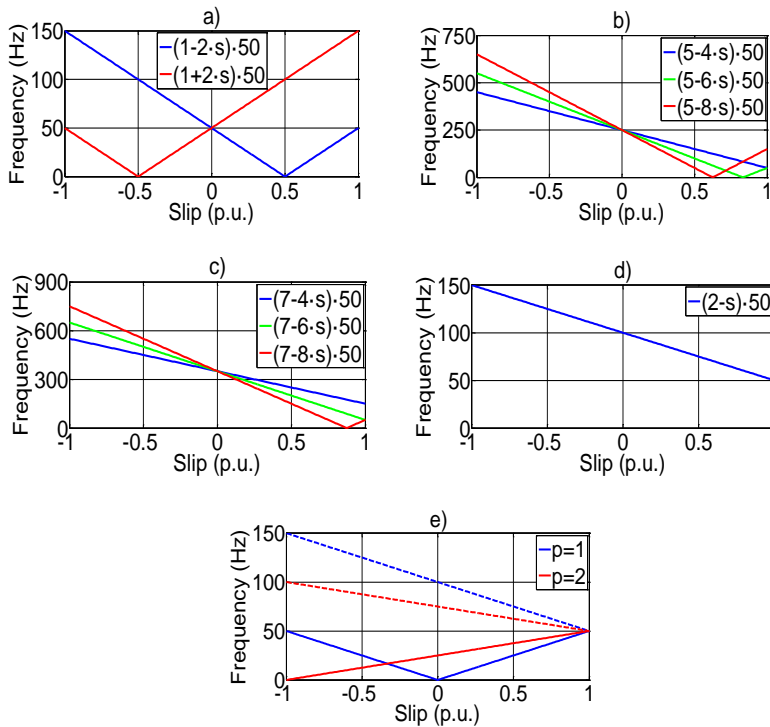 a)
150
100
50
0
-1 -0.5 0 0.5 1
Frequency (Hz)
Slip (p.u.)
(1-2·s)·50
(1+2·s)·50
b)
750
500
250
0
-1 -0.5 0 0.5 1
Frequency (Hz)
Slip (p.u.)
(5-4·s)·50
(5-6·s)·50
(5-8·s)·50
c)
900
600
300
0
-1 -0.5 0 0.5 1
Frequency (Hz)
Slip (p.u.)
(7-4·s)·50
(7-6·s)·50
(7-8·s)·50
d)
150
100
50
0
-1 -0.5 0 0.5
Frequency (Hz)
Slip (p.u.)
(2-s)·50
e)
150
100
50
0
-1 -0.5 0 0.5 1
Frequency (Hz)
Slip (p.u.)
p=1
p=2